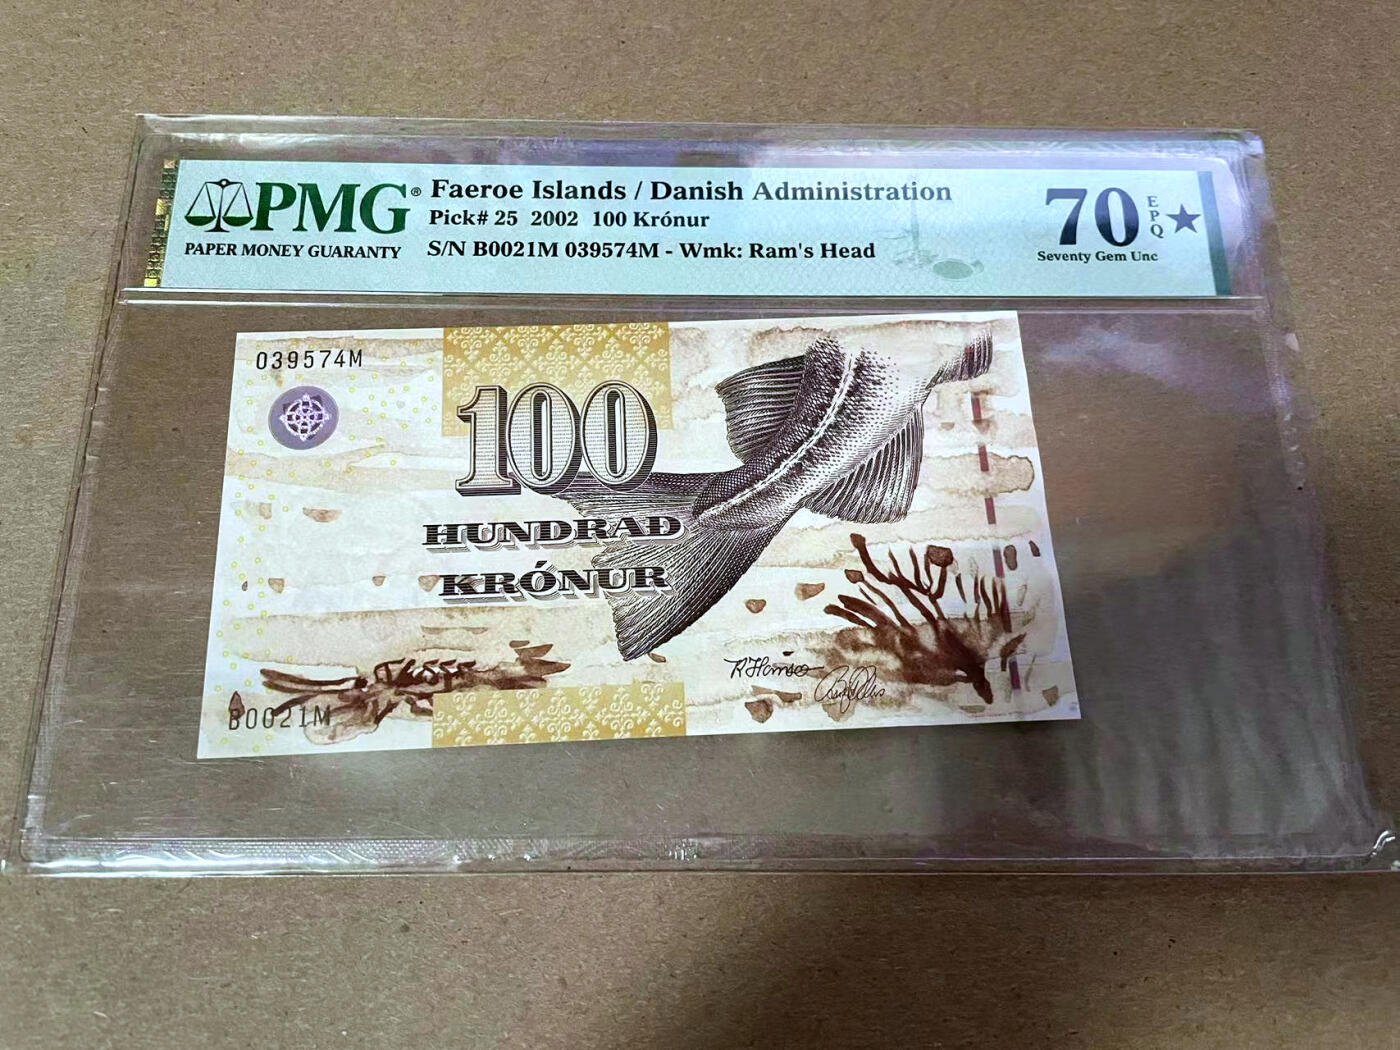 PMG®
PAPER MONEY GUARANTY
Faeroe Islands / Danish Administration
Pick# 25 2002 100 Krónur
S/N B0021M 039574M - Wmk: Ram's Head
70 EPQ ★
Seventy Gem Unc
039574M
100
HUNDRAÐ
KRÓNUR
B0021M